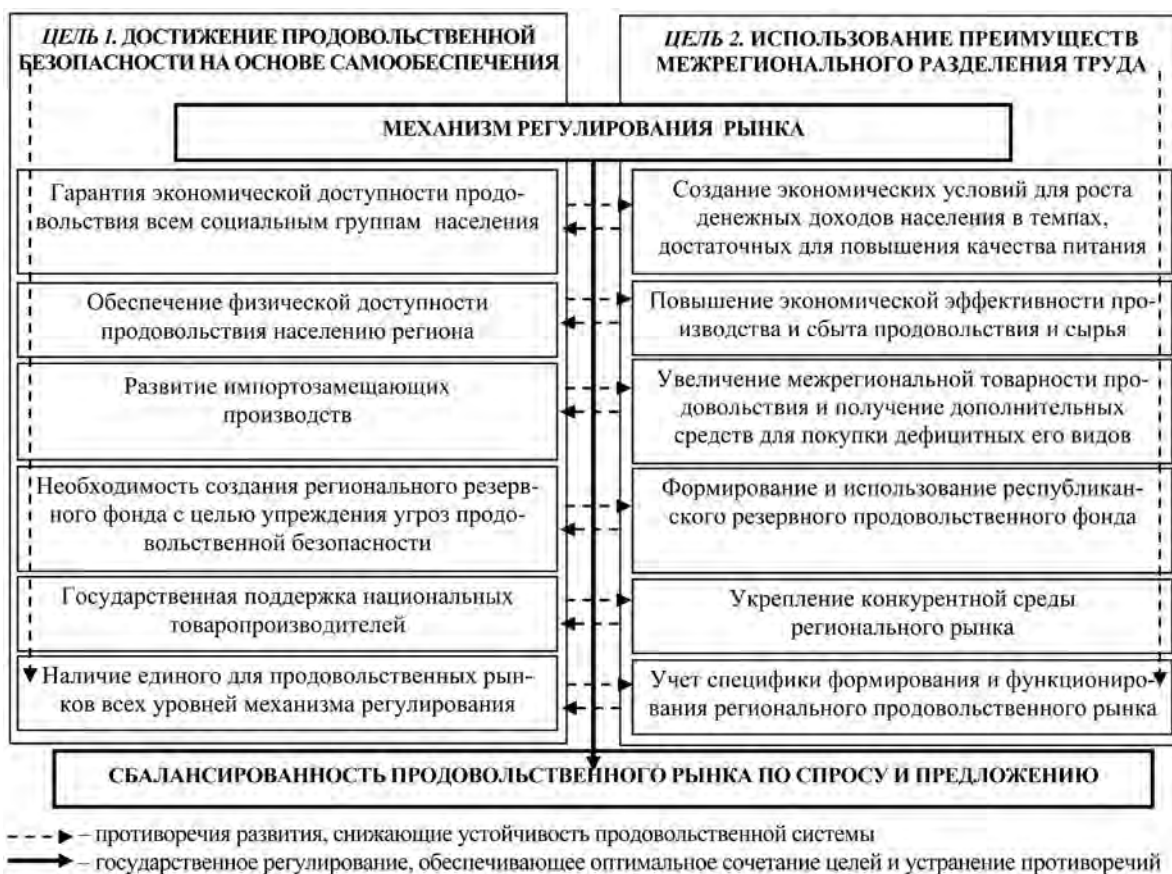 ЦЕЛЬ 1. ДОСТИЖЕНИЕ ПРОДОВОЛЬСТВЕННОЙ
БЕЗОПАСНОСТИ НА ОСНОВЕ САМООБЕСПЕЧЕНИЯ
ЦЕЛЬ 2. ИСПОЛЬЗОВАНИЕ ПРЕИМУЩЕСТВ
МЕЖРЕГИОНАЛЬНОГО РАЗДЕЛЕНИЯ ТРУДА
МЕХАНИЗМ РЕГУЛИРОВАНИЯ РЫНКА
Гарантия экономической доступности продо-
вольствия всем социальным группам населения
Создание экономических условий для роста
денежных доходов населения в темпах,
достаточных для повышения качества питания
Обеспечение физической доступности
продовольствия населению региона
Повышение экономической эффективности про-
изводства и сбыта продовольствия и сырья
Развитие импортозамещающих
производств
Увеличение межрегиональной товарности про-
довольствия и получение дополнительных
средств для покупки дефицитных его видов
Необходимость создания регионального резерв-
ного фонда с целью упреждения угроз продо-
вольственной безопасности
Формирование и использование республикан-
ского резервного продовольственного фонда
Государственная поддержка национальных
товаропроизводителей
Укрепление конкурентной среды
регионального рынка
Наличие единого для продовольственных рын-
ков всех уровней механизма регулирования
Учет специфики формирования и функциониро-
вания регионального продовольственного рынка
СБАЛАНСИРОВАННОСТЬ ПРОДОВОЛЬСТВЕННОГО РЫНКА ПО СПРОСУ И ПРЕДЛОЖЕНИЮ
– противоречия развития, снижающие устойчивость продовольственной системы
– государственное регулирование, обеспечивающее оптимальное сочетание целей и устранение противоречий